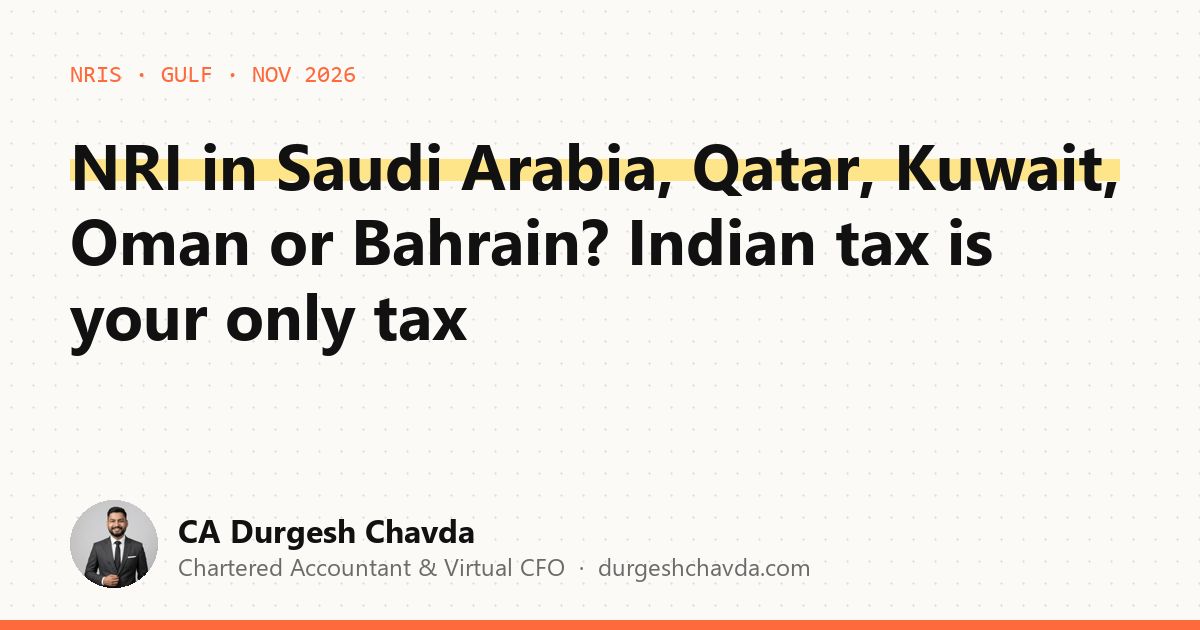 NRIS · GULF · NOV 2026
NRI in Saudi Arabia, Qatar, Kuwait,
Oman or Bahrain? Indian tax is
your only tax
CA Durgesh Chavda
Chartered Accountant & Virtual CFO · durgeshchavda.com